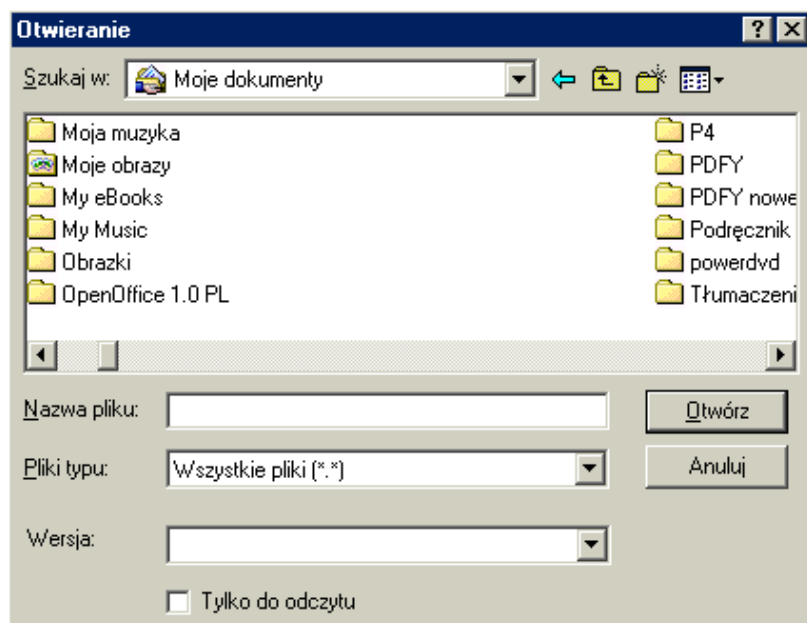 Otwieranie
Szukaj w: Moje dokumenty
Moja muzyka
Moje obrazy
My eBooks
My Music
Obrazki
OpenOffice 1.0 PL
P4
PDFY
PDFY nowe
Podręcznik
powerdvd
Tłumaczeni
Nazwa pliku: Otwórz
Pliki typu: Wszystkie pliki (*.*) Anuluj
Wersja:
Tylko do odczytu